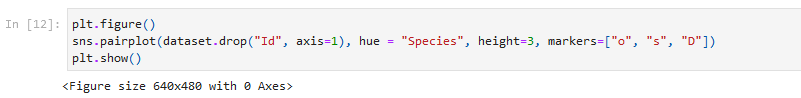 In [12]: plt.figure()
sns.pairplot(dataset.drop("Id", axis=1), hue = "Species", height=3, markers=["o", "s", "D"])
plt.show()
<Figure size 640x480 with 0 Axes>